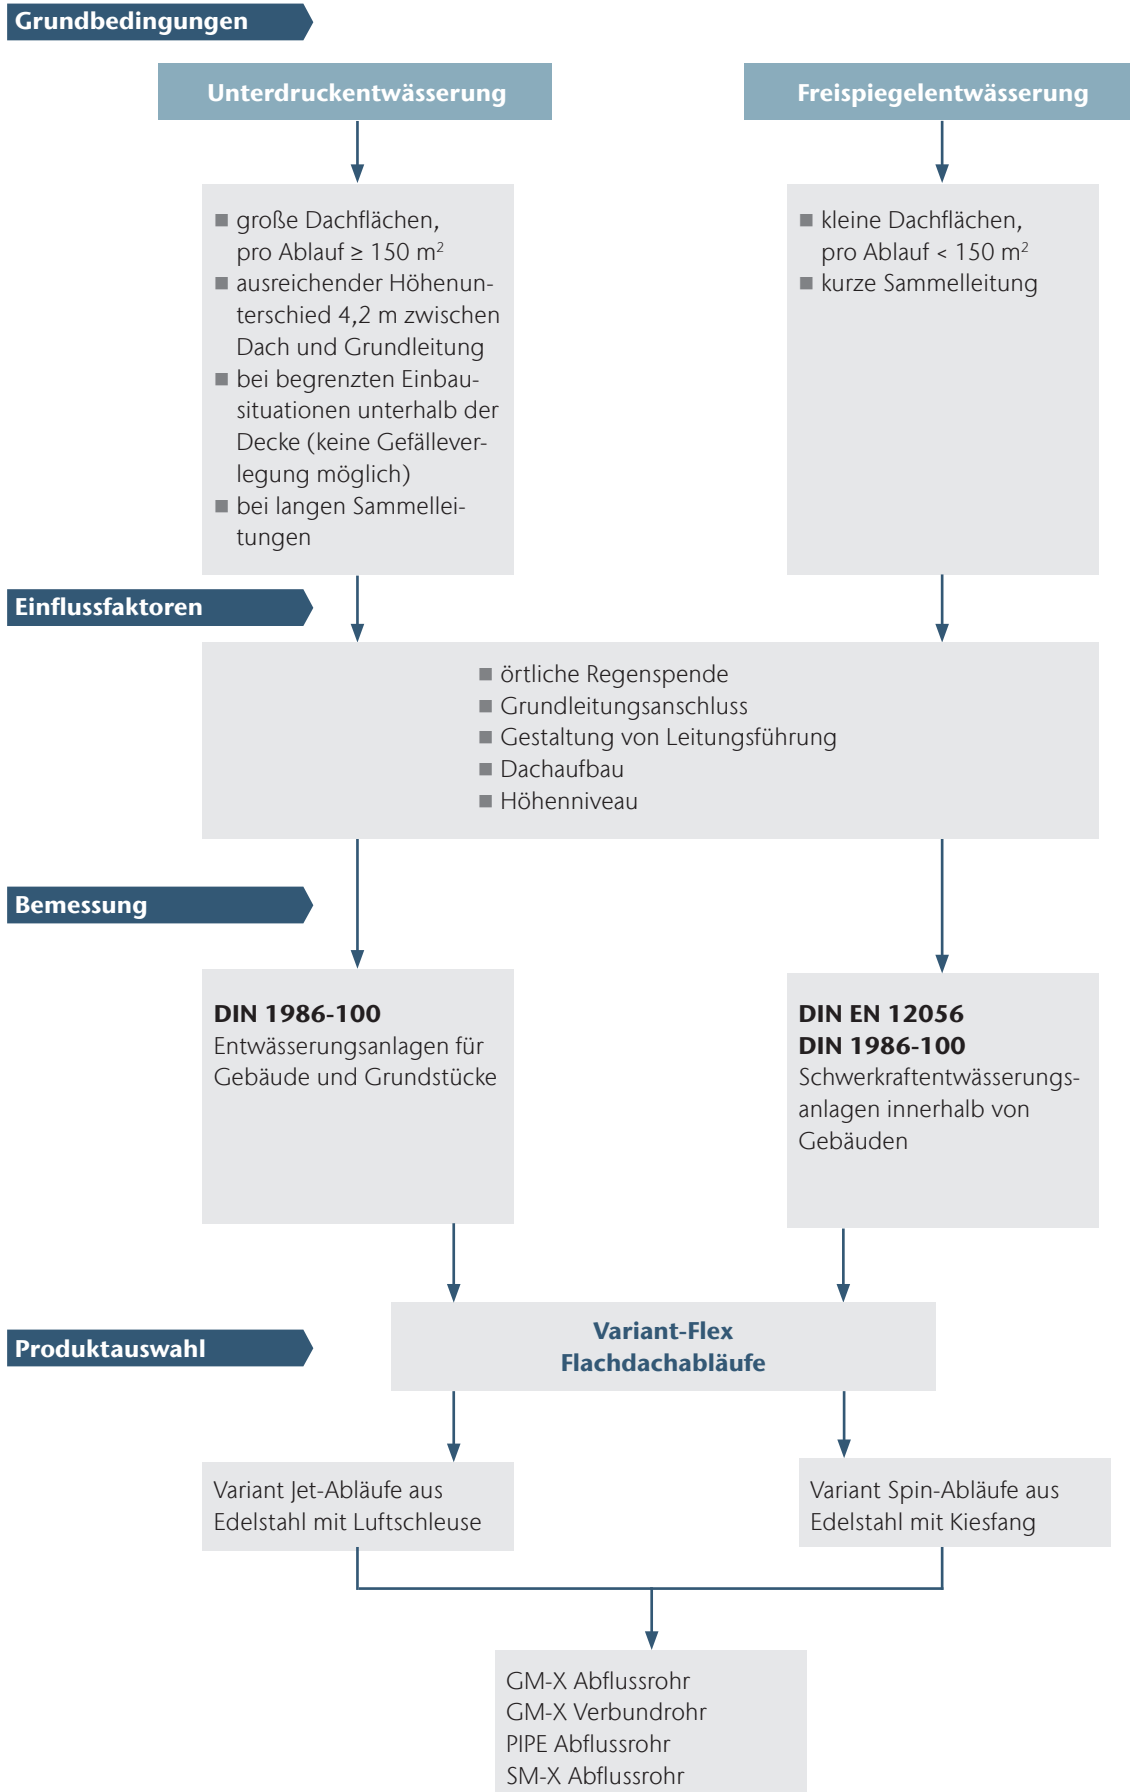 Grundbedingungen
Unterdruckentwässerung
Freispiegelentwässerung
■ große Dachflächen,
pro Ablauf ≥ 150 m²
■ ausreichender Höhenun-
terschied 4,2 m zwischen
Dach und Grundleitung
■ bei begrenzten Einbau-
situationen unterhalb der
Decke (keine Gefällever-
legung möglich)
■ bei langen Sammellei-
tungen
■ kleine Dachflächen,
pro Ablauf < 150 m²
■ kurze Sammelleitung
Einflussfaktoren
■ örtliche Regenspende
■ Grundleitungsanschluss
■ Gestaltung von Leitungsführung
■ Dachaufbau
■ Höhenniveau
Bemessung
DIN 1986-100
Entwässerungsanlagen für
Gebäude und Grundstücke
DIN EN 12056
DIN 1986-100
Schwerkraftentwässerungs-
anlagen innerhalb von
Gebäuden
Produktauswahl
Variant-Flex
Flachdachabläufe
Variant Jet-Abläufe aus
Edelstahl mit Luftschleuse
Variant Spin-Abläufe aus
Edelstahl mit Kiesfang
GM-X Abflussrohr
GM-X Verbundrohr
PIPE Abflussrohr
SM-X Abflussrohr